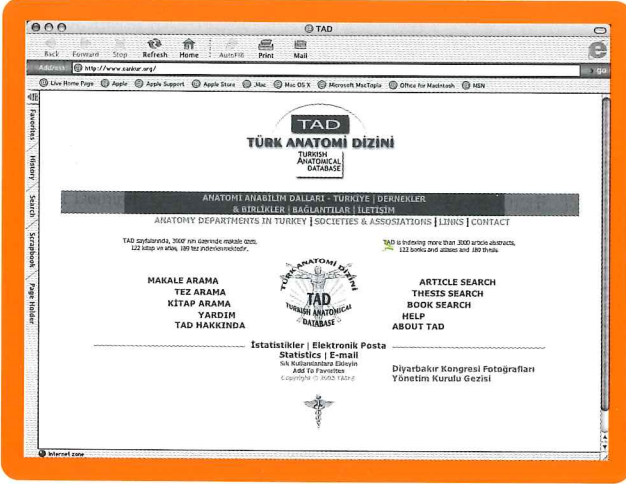 TAD
Back Forward Stop Refresh Home AutoFill Print Mail
Address http://www.cankur.org/ go
Live Home Page Apple Apple Support Apple Store .Mac Mac OS X Microsoft MacTopia Office for Macintosh MSN
Favorites
History
Search
Scrapbook
Page Holder
TAD
TÜRK ANATOMİ DİZİNİ
TURKISH
ANATOMICAL
DATABASE
ANATOMİ ANABİLİM DALLARI - TÜRKİYE | DERNEKLER
& BİRLİKLER | BAĞLANTILAR | İLETİŞİM
ANATOMY DEPARTMENTS IN TURKEY | SOCIETIES & ASSOSIATIONS | LINKS | CONTACT
TAD sayfalarında, 3000' nin üzerinde makale özeti,
122 kitap ve atlas, 189 tez indekslenmektedir.
TAD is indexing more than 3000 article abstracts,
122 books and atlases and 180 thesis.
MAKALE ARAMA
TEZ ARAMA
KİTAP ARAMA
YARDIM
TAD HAKKINDA
TÜRK ANATOMİ DİZİNİ
TAD
TURKISH ANATOMICAL
DATABASE
ARTICLE SEARCH
THESIS SEARCH
BOOK SEARCH
HELP
ABOUT TAD
İstatistikler | Elektronik Posta
Statistics | E-mail
Sık Kullanılanlara Ekleyin
Add To Favorites
Copyright © 2003
Diyarbakır Kongresi Fotoğrafları
Yönetim Kurulu Gezisi
Internet zone